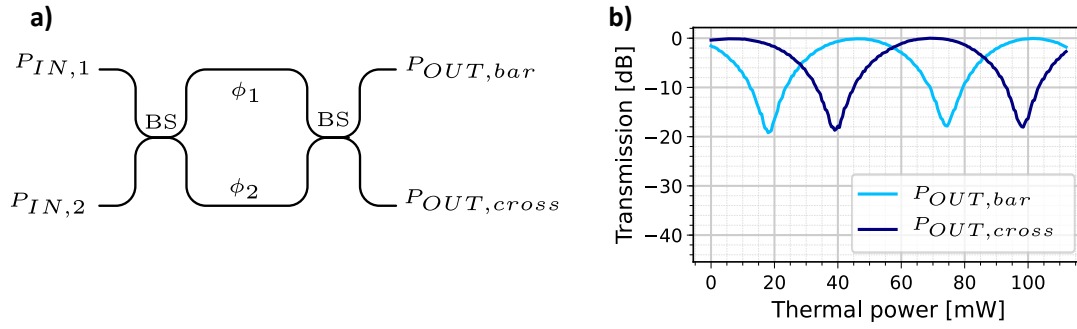 a)
P_{IN,1}
P_{IN,2}
BS
ϕ_1
ϕ_2
BS
P_{OUT,bar}
P_{OUT,cross}
b)
Transmission [dB]
0
−10
−20
−30
−40
P_{OUT,bar}
P_{OUT,cross}
0 20 40 60 80 100
Thermal power [mW]